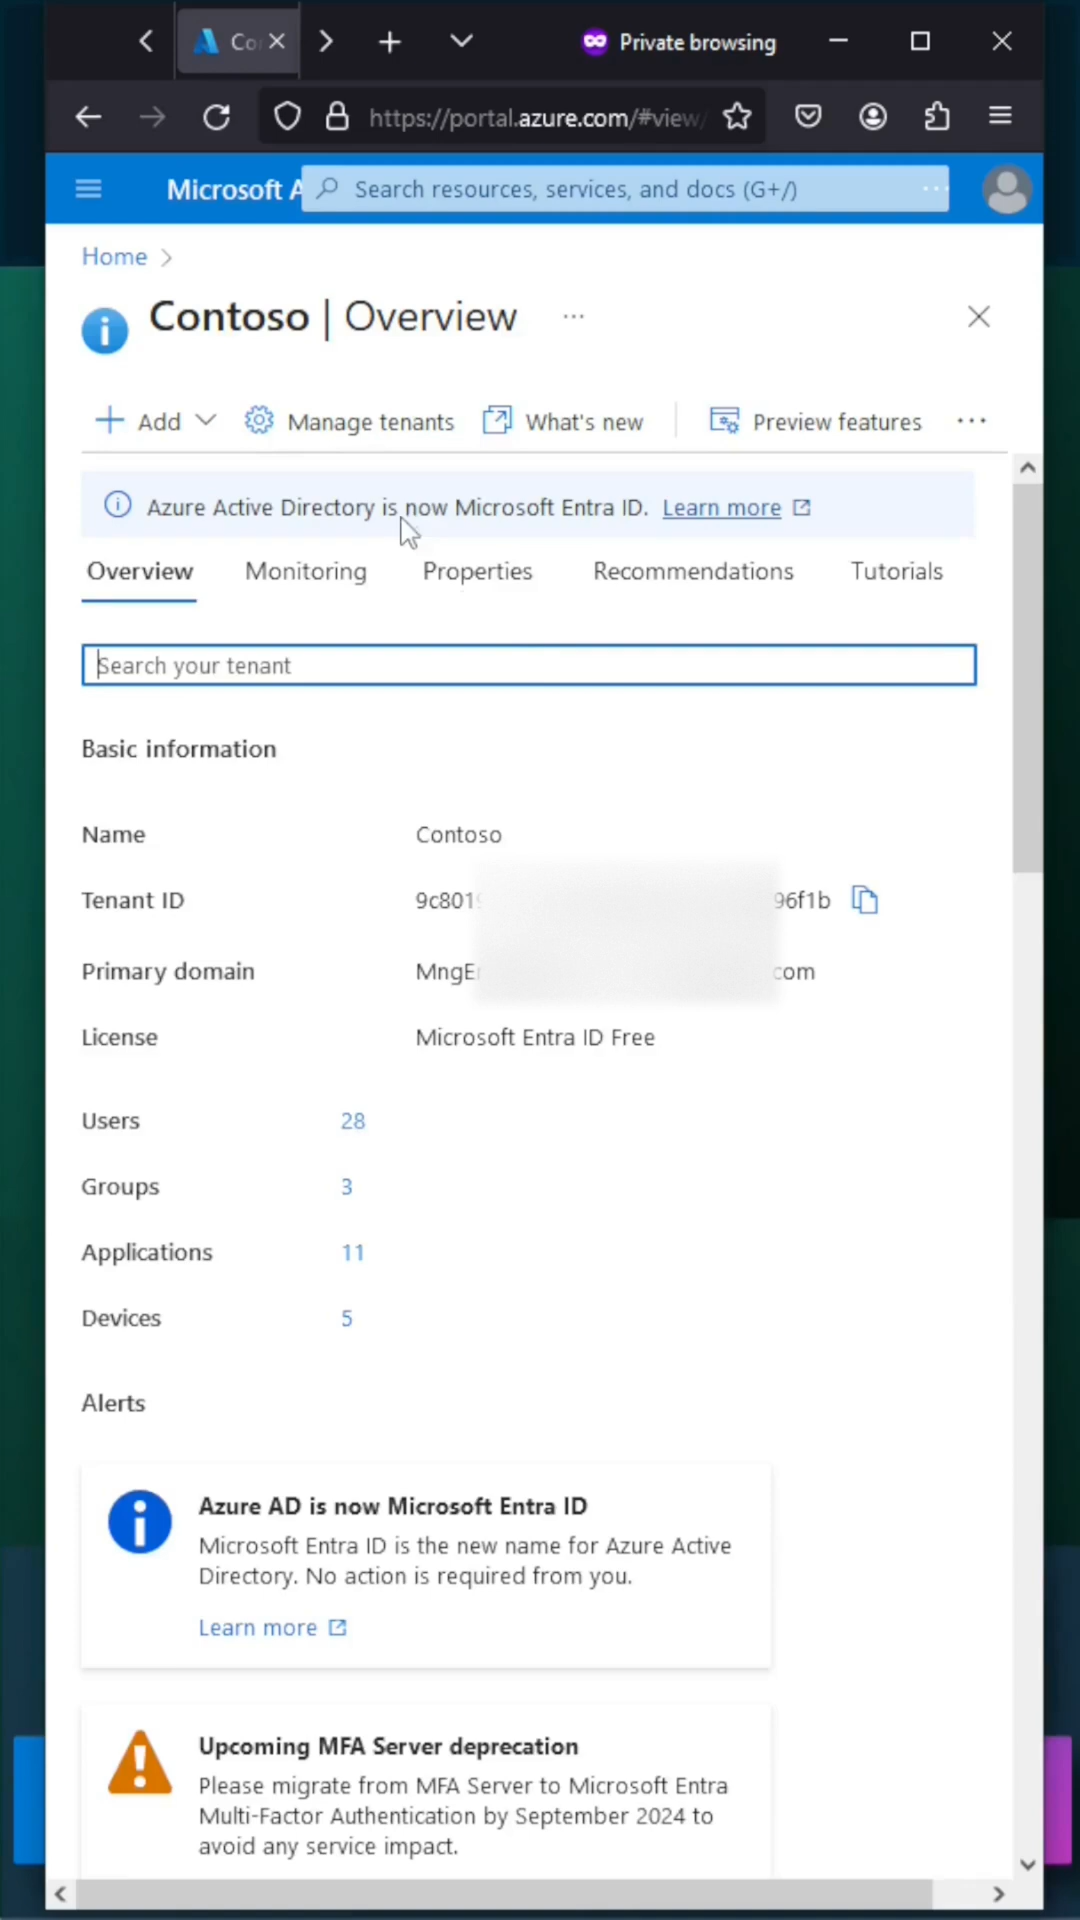 Co
Private browsing
https://portal.azure.com/#view/
Microsoft A
Search resources, services, and docs (G+/)
Home
Contoso | Overview
Add
Manage tenants
What's new
Preview features
Azure Active Directory is now Microsoft Entra ID. Learn more
Overview
Monitoring
Properties
Recommendations
Tutorials
Search your tenant
Basic information
Name
Contoso
Tenant ID
9c801 96f1b
Primary domain
MngE com
License
Microsoft Entra ID Free
Users
28
Groups
3
Applications
11
Devices
5
Alerts
Azure AD is now Microsoft Entra ID
Microsoft Entra ID is the new name for Azure Active
Directory. No action is required from you.
Learn more
Upcoming MFA Server deprecation
Please migrate from MFA Server to Microsoft Entra
Multi-Factor Authentication by September 2024 to
avoid any service impact.